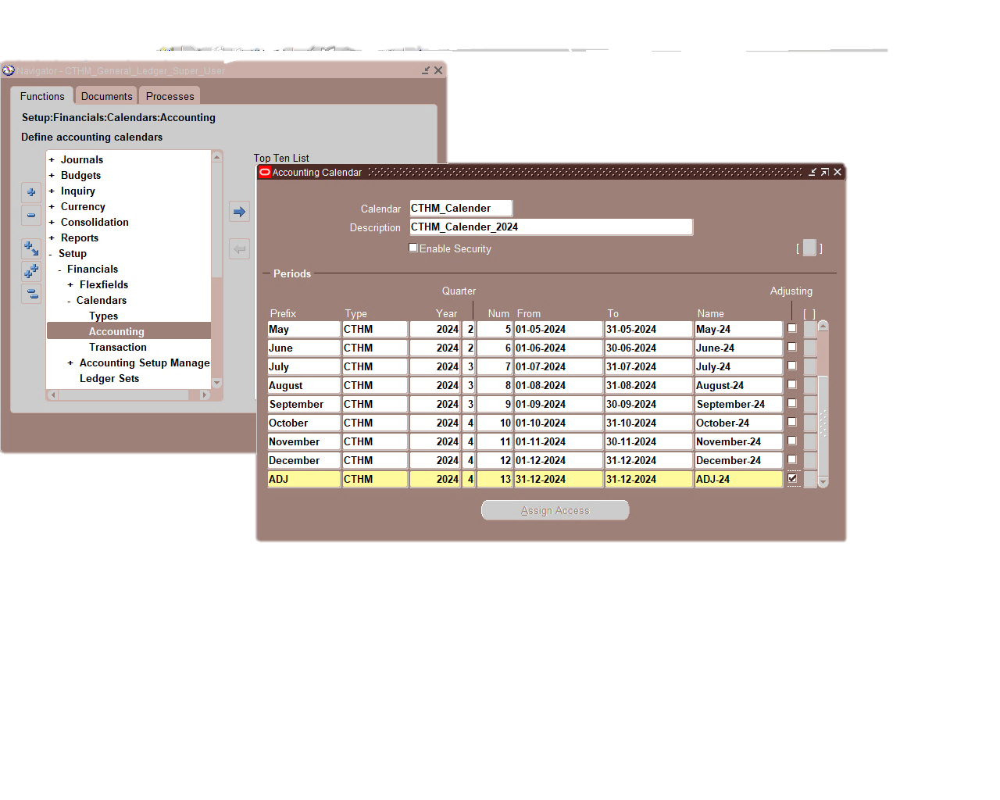 Navigator - CTHM_General_Ledger_Super_User
Functions Documents Processes
Setup:Financials:Calendars:Accounting
Define accounting calendars
+ Journals
+ Budgets
+ Inquiry
+ Currency
+ Consolidation
+ Reports
- Setup
- Financials
+ Flexfields
- Calendars
Types
Accounting
Transaction
+ Accounting Setup Manage
Ledger Sets
Top Ten List
Accounting Calendar
Calendar CTHM_Calender
Description CTHM_Calender_2024
Enable Security [ ]
Periods
Quarter Adjusting
Prefix Type Year Num From To Name [ ]
May CTHM 2024 2 5 01-05-2024 31-05-2024 May-24
June CTHM 2024 2 6 01-06-2024 30-06-2024 June-24
July CTHM 2024 3 7 01-07-2024 31-07-2024 July-24
August CTHM 2024 3 8 01-08-2024 31-08-2024 August-24
September CTHM 2024 3 9 01-09-2024 30-09-2024 September-24
October CTHM 2024 4 10 01-10-2024 31-10-2024 October-24
November CTHM 2024 4 11 01-11-2024 30-11-2024 November-24
December CTHM 2024 4 12 01-12-2024 31-12-2024 December-24
ADJ CTHM 2024 4 13 31-12-2024 31-12-2024 ADJ-24
Assign Access